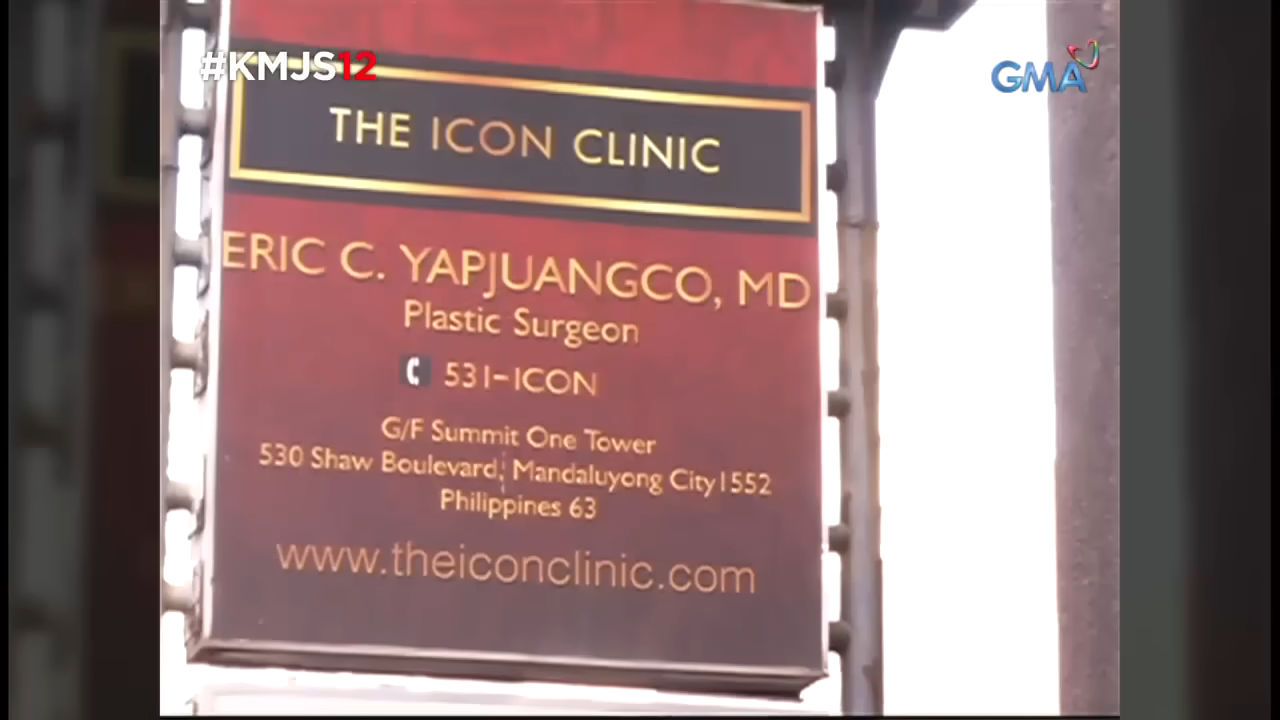 #KMJS12
GMA
THE ICON CLINIC
ERIC C. YAPJUANGCO, MD
Plastic Surgeon
531-ICON
G/F Summit One Tower
530 Shaw Boulevard, Mandaluyong City 1552
Philippines 63
www.theiconclinic.com